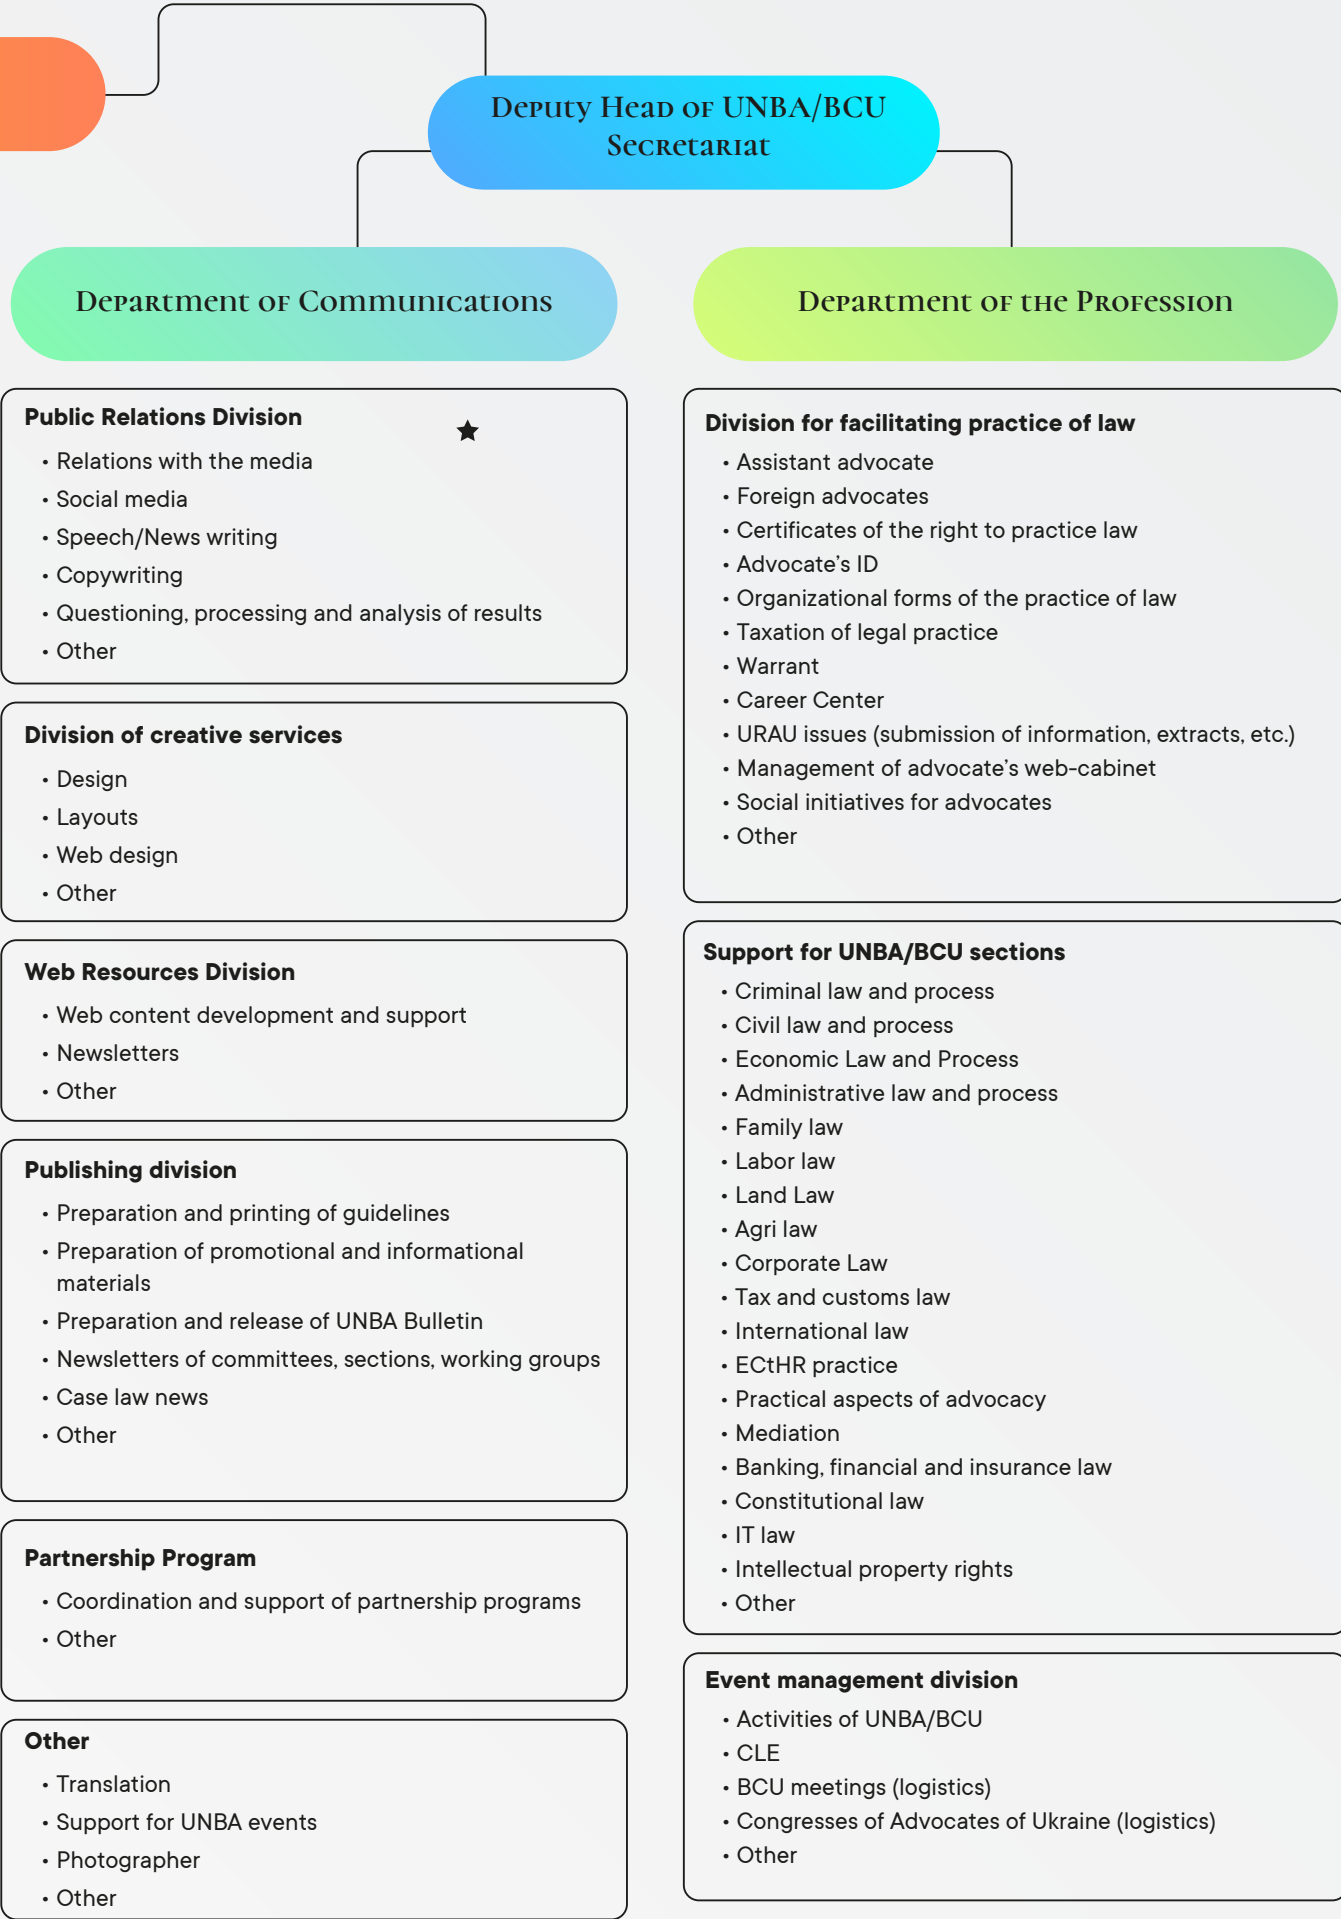 Deputy Head of UNBA/BCU
Secretariat
Department of Communications
Public Relations Division
• Relations with the media
• Social media
• Speech/News writing
• Copywriting
• Questioning, processing and analysis of results
• Other
Division of creative services
• Design
• Layouts
• Web design
• Other
Web Resources Division
• Web content development and support
• Newsletters
• Other
Publishing division
• Preparation and printing of guidelines
• Preparation of promotional and informational
materials
• Preparation and release of UNBA Bulletin
• Newsletters of committees, sections, working groups
• Case law news
• Other
Partnership Program
• Coordination and support of partnership programs
• Other
Other
• Translation
• Support for UNBA events
• Photographer
• Other
Department of the Profession
Division for facilitating practice of law
• Assistant advocate
• Foreign advocates
• Certificates of the right to practice law
• Advocate’s ID
• Organizational forms of the practice of law
• Taxation of legal practice
• Warrant
• Career Center
• URAU issues (submission of information, extracts, etc.)
• Management of advocate’s web-cabinet
• Social initiatives for advocates
• Other
Support for UNBA/BCU sections
• Criminal law and process
• Civil law and process
• Economic Law and Process
• Administrative law and process
• Family law
• Labor law
• Land Law
• Agri law
• Corporate Law
• Tax and customs law
• International law
• ECtHR practice
• Practical aspects of advocacy
• Mediation
• Banking, financial and insurance law
• Constitutional law
• IT law
• Intellectual property rights
• Other
Event management division
• Activities of UNBA/BCU
• CLE
• BCU meetings (logistics)
• Congresses of Advocates of Ukraine (logistics)
• Other